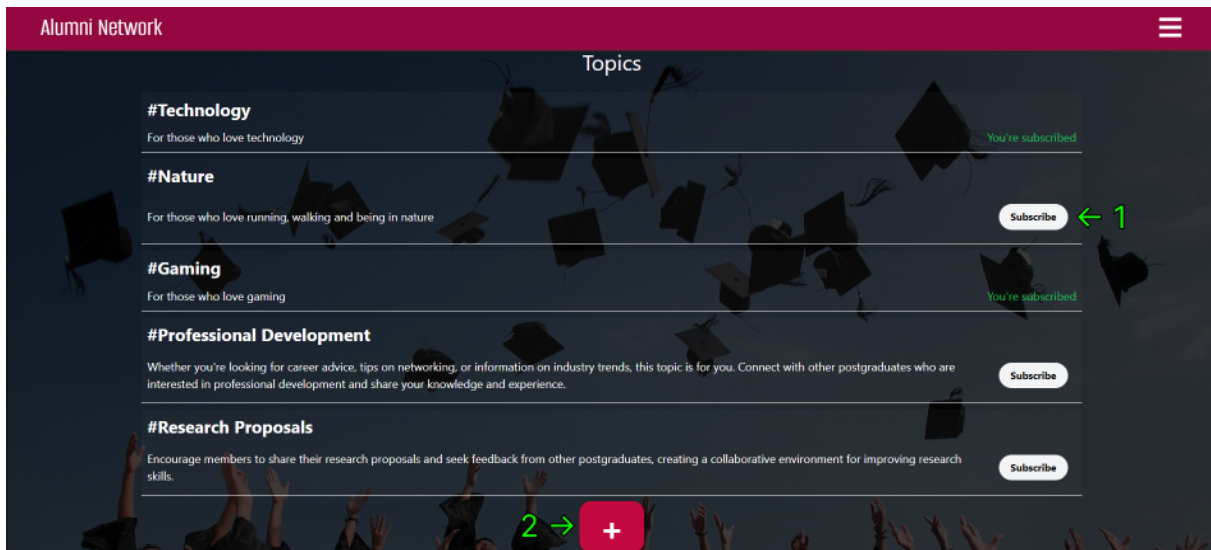 Alumni Network
Topics
#Technology
For those who love technology
You're subscribed
#Nature
For those who love running, walking and being in nature
Subscribe ← 1
#Gaming
For those who love gaming
You're subscribed
#Professional Development
Whether you're looking for career advice, tips on networking, or information on industry trends, this topic is for you. Connect with other postgraduates who are
interested in professional development and share your knowledge and experience.
Subscribe
#Research Proposals
Encourage members to share their research proposals and seek feedback from other postgraduates, creating a collaborative environment for improving research
skills.
Subscribe
2 → +